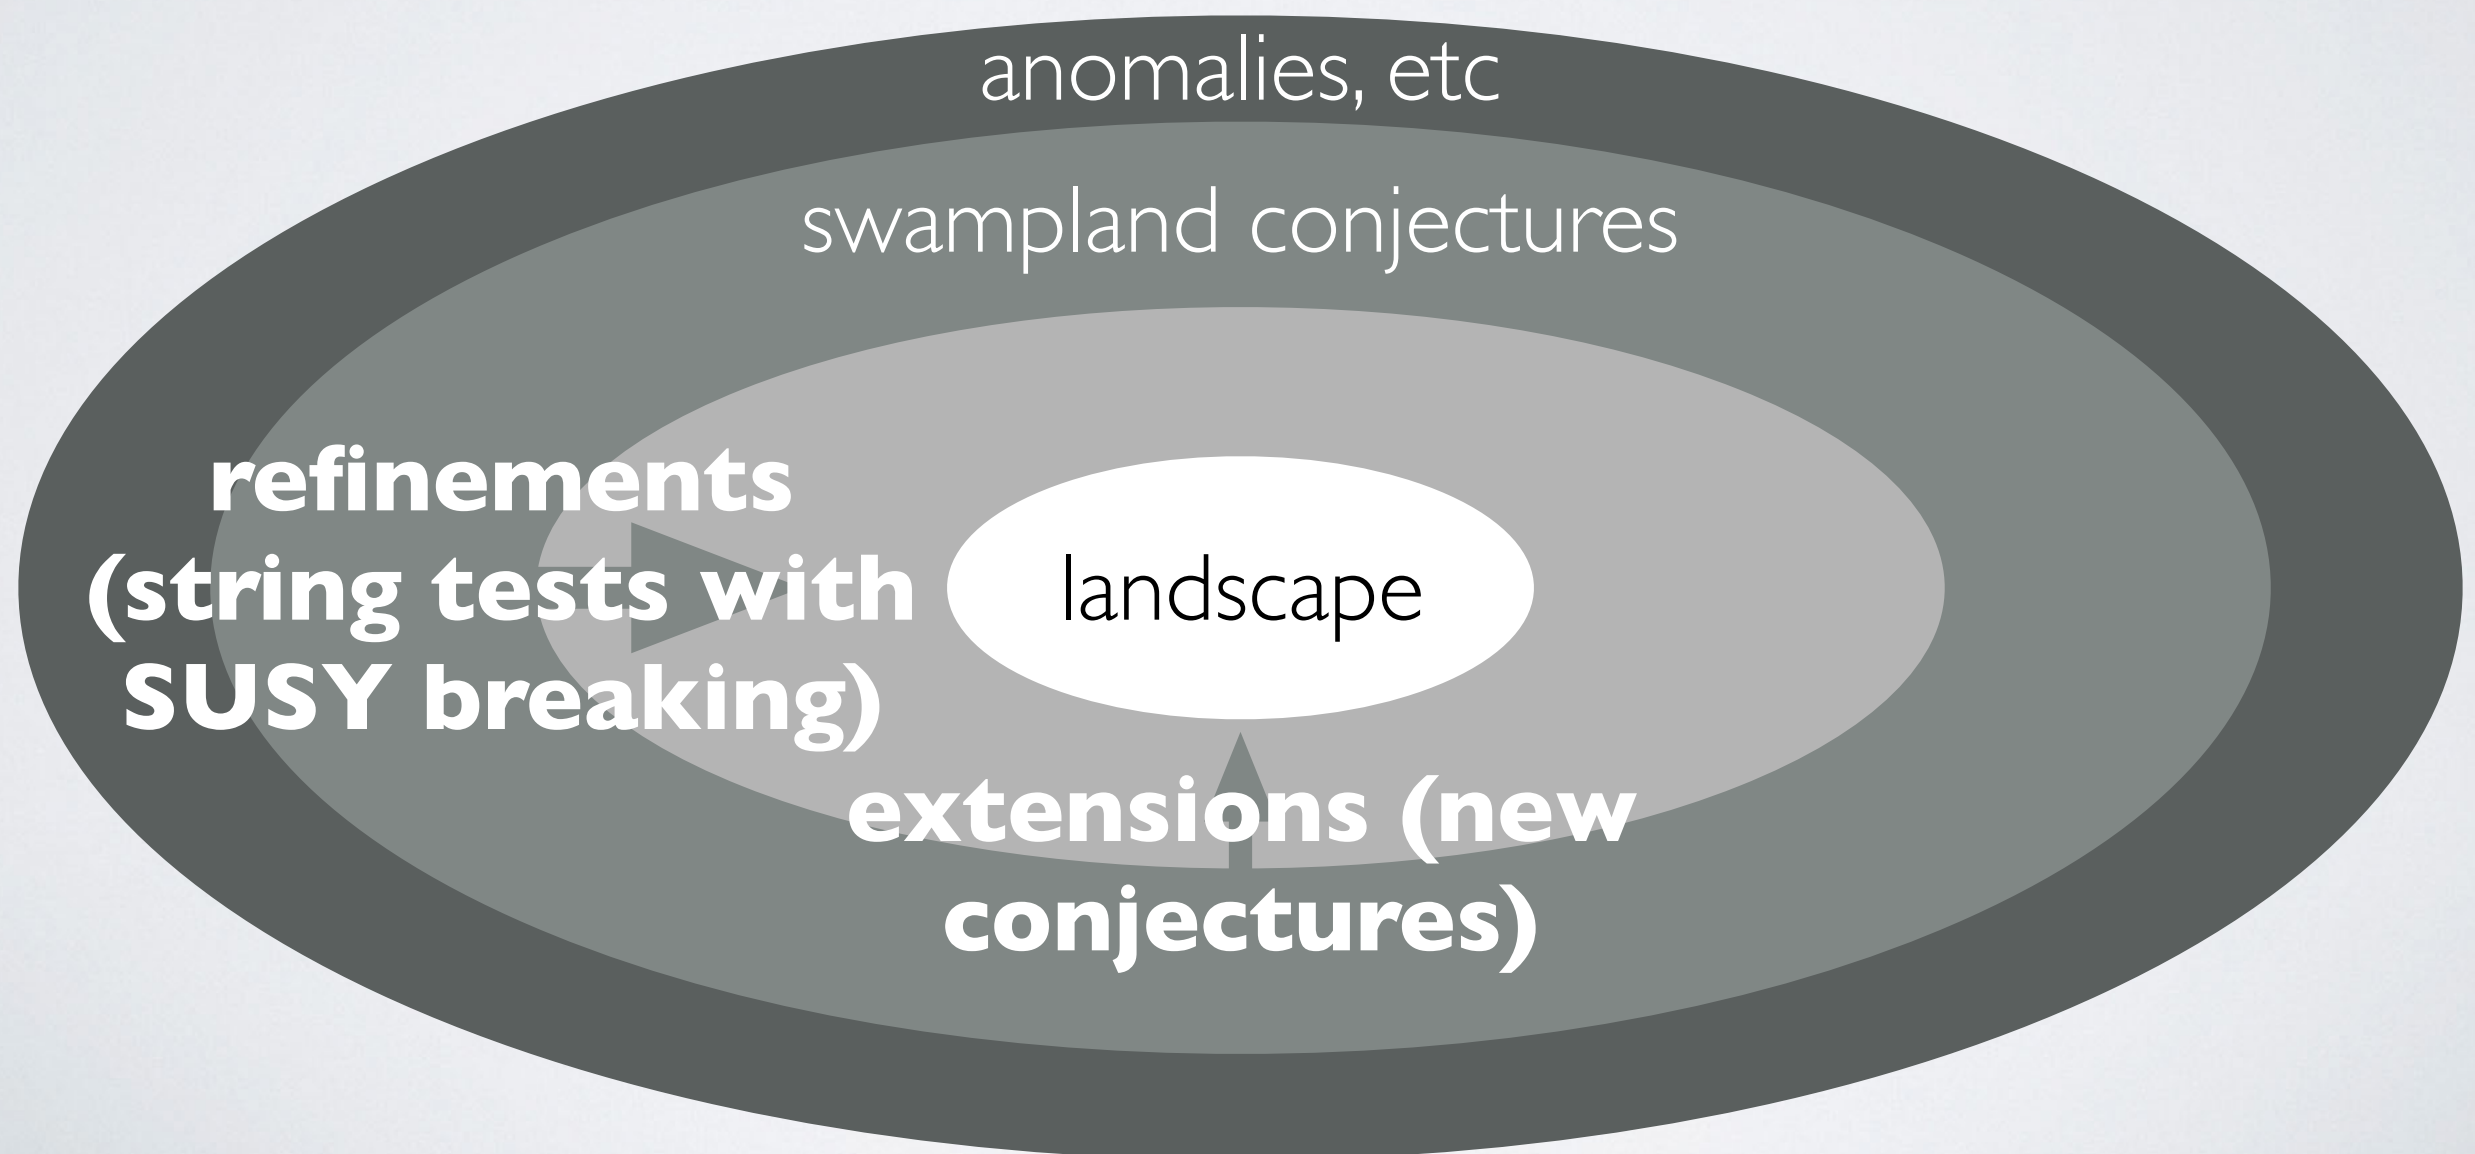 anomalies, etc
swampland conjectures
refinements
(string tests with
SUSY breaking)
landscape
extensions (new
conjectures)